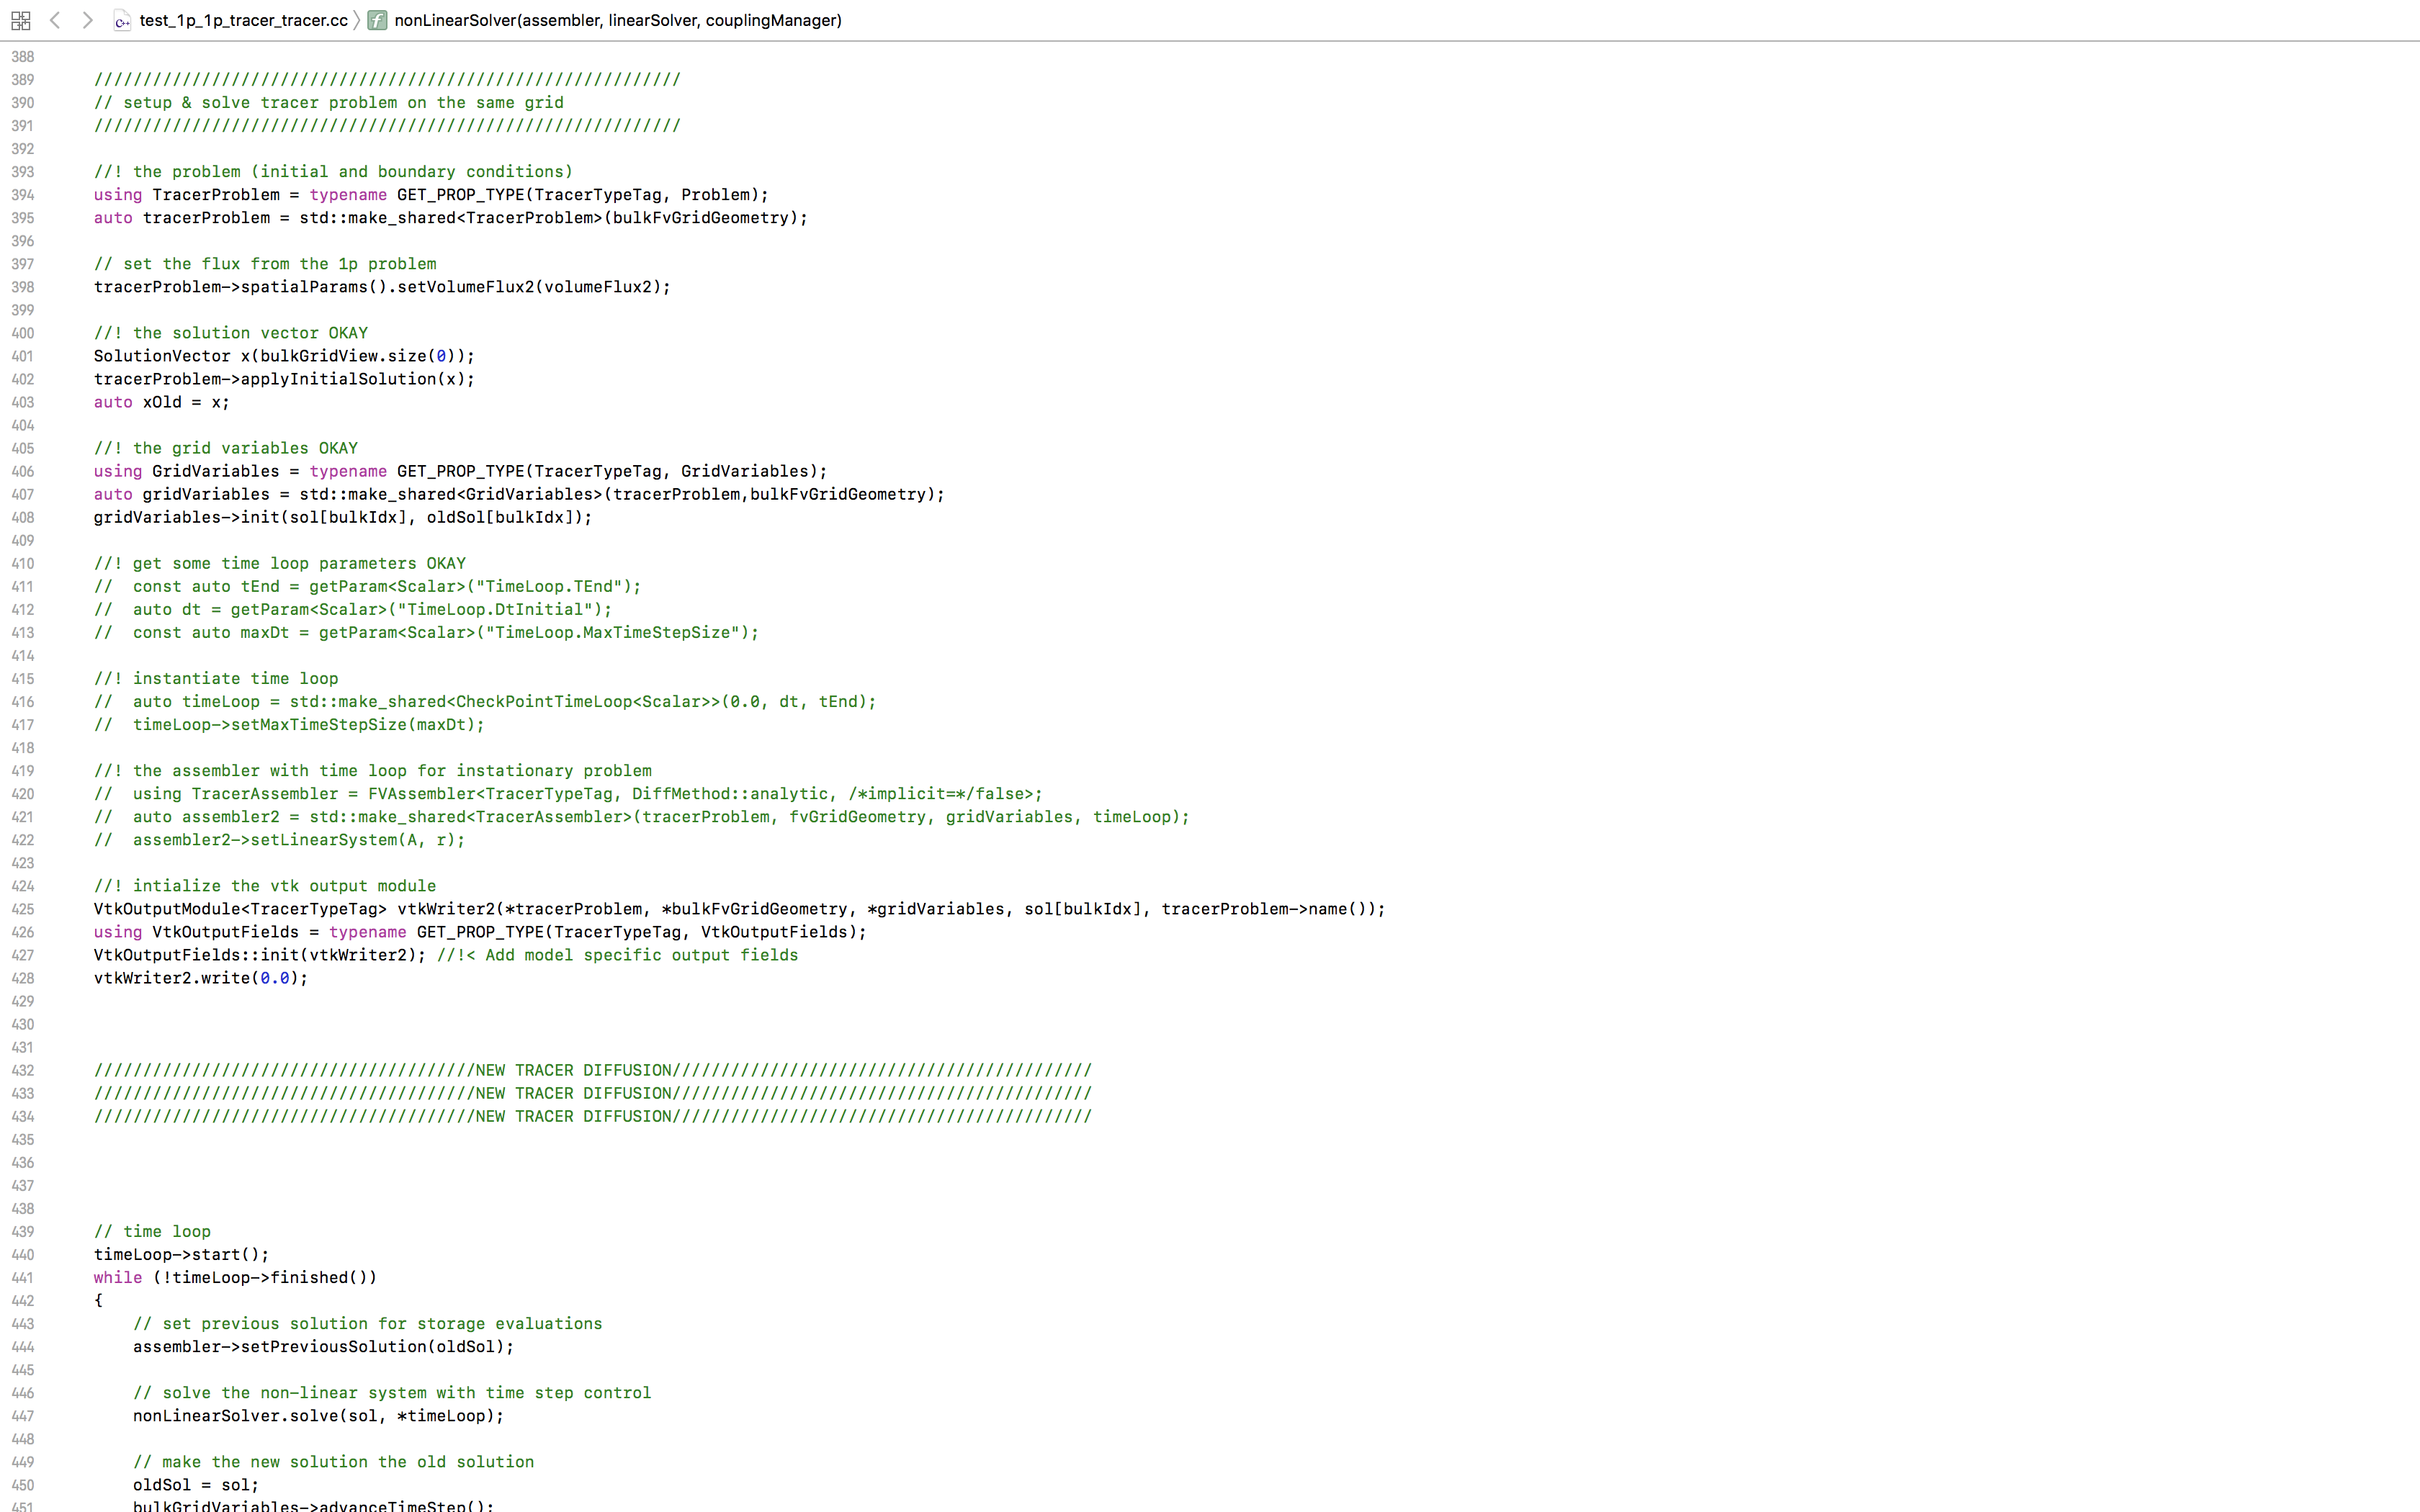 test_1p_1p_tracer_tracer.cc nonLinearSolver(assembler, linearSolver, couplingManager)
388
389 ////////////////////////////////////////////////////////////
390 // setup & solve tracer problem on the same grid
391 ////////////////////////////////////////////////////////////
392
393 //! the problem (initial and boundary conditions)
394 using TracerProblem = typename GET_PROP_TYPE(TracerTypeTag, Problem);
395 auto tracerProblem = std::make_shared<TracerProblem>(bulkFvGridGeometry);
396
397 // set the flux from the 1p problem
398 tracerProblem->spatialParams().setVolumeFlux2(volumeFlux2);
399
400 //! the solution vector OKAY
401 SolutionVector x(bulkGridView.size(0));
402 tracerProblem->applyInitialSolution(x);
403 auto xOld = x;
404
405 //! the grid variables OKAY
406 using GridVariables = typename GET_PROP_TYPE(TracerTypeTag, GridVariables);
407 auto gridVariables = std::make_shared<GridVariables>(tracerProblem,bulkFvGridGeometry);
408 gridVariables->init(sol[bulkIdx], oldSol[bulkIdx]);
409
410 //! get some time loop parameters OKAY
411 //  const auto tEnd = getParam<Scalar>("TimeLoop.TEnd");
412 //  auto dt = getParam<Scalar>("TimeLoop.DtInitial");
413 //  const auto maxDt = getParam<Scalar>("TimeLoop.MaxTimeStepSize");
414
415 //! instantiate time loop
416 //  auto timeLoop = std::make_shared<CheckPointTimeLoop<Scalar>>(0.0, dt, tEnd);
417 //  timeLoop->setMaxTimeStepSize(maxDt);
418
419 //! the assembler with time loop for instationary problem
420 //  using TracerAssembler = FVAssembler<TracerTypeTag, DiffMethod::analytic, /*implicit=*/false>;
421 //  auto assembler2 = std::make_shared<TracerAssembler>(tracerProblem, fvGridGeometry, gridVariables, timeLoop);
422 //  assembler2->setLinearSystem(A, r);
423
424 //! intialize the vtk output module
425 VtkOutputModule<TracerTypeTag> vtkWriter2(*tracerProblem, *bulkFvGridGeometry, *gridVariables, sol[bulkIdx], tracerProblem->name());
426 using VtkOutputFields = typename GET_PROP_TYPE(TracerTypeTag, VtkOutputFields);
427 VtkOutputFields::init(vtkWriter2); //!< Add model specific output fields
428 vtkWriter2.write(0.0);
429
430
431
432 ///////////////////////////////////////NEW TRACER DIFFUSION///////////////////////////////////////////
433 ///////////////////////////////////////NEW TRACER DIFFUSION///////////////////////////////////////////
434 ///////////////////////////////////////NEW TRACER DIFFUSION///////////////////////////////////////////
435
436
437
438
439 // time loop
440 timeLoop->start();
441 while (!timeLoop->finished())
442 {
443     // set previous solution for storage evaluations
444     assembler->setPreviousSolution(oldSol);
445
446     // solve the non-linear system with time step control
447     nonLinearSolver.solve(sol, *timeLoop);
448
449     // make the new solution the old solution
450     oldSol = sol;
451     bulkGridVariables->advanceTimeStep();